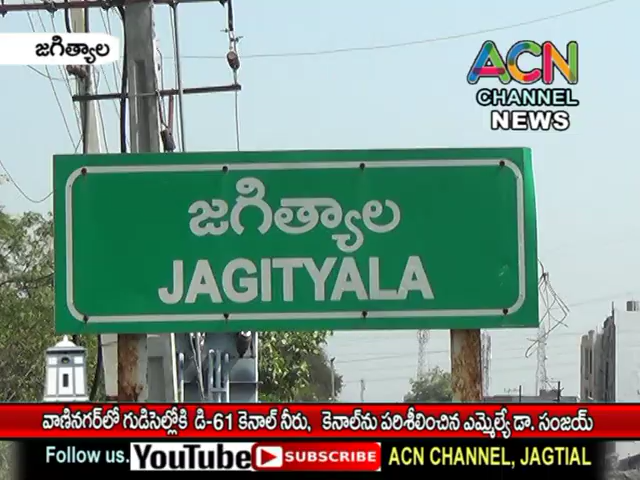 జగిత్యాల
ACN
CHANNEL
NEWS
జగిత్యాల
JAGITYALA
వాణినగర్‌లో గుడిసెల్లోకి డి-61 కెనాల్ నీరు, కెనాల్‌ను పరిశీలించిన ఎమ్మెల్యే డా. సంజయ్
Follow us. YouTube SUBSCRIBE ACN CHANNEL, JAGTIAL